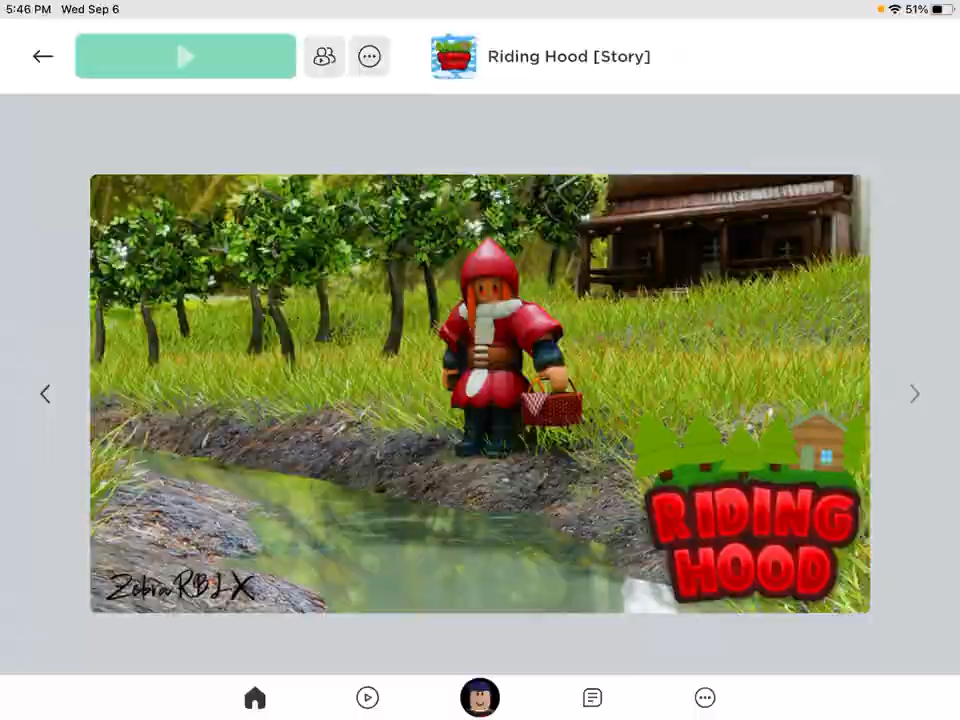 5:46 PM Wed Sep 6 51%
Riding Hood [Story]
RIDING
HOOD
ZebraRBLX